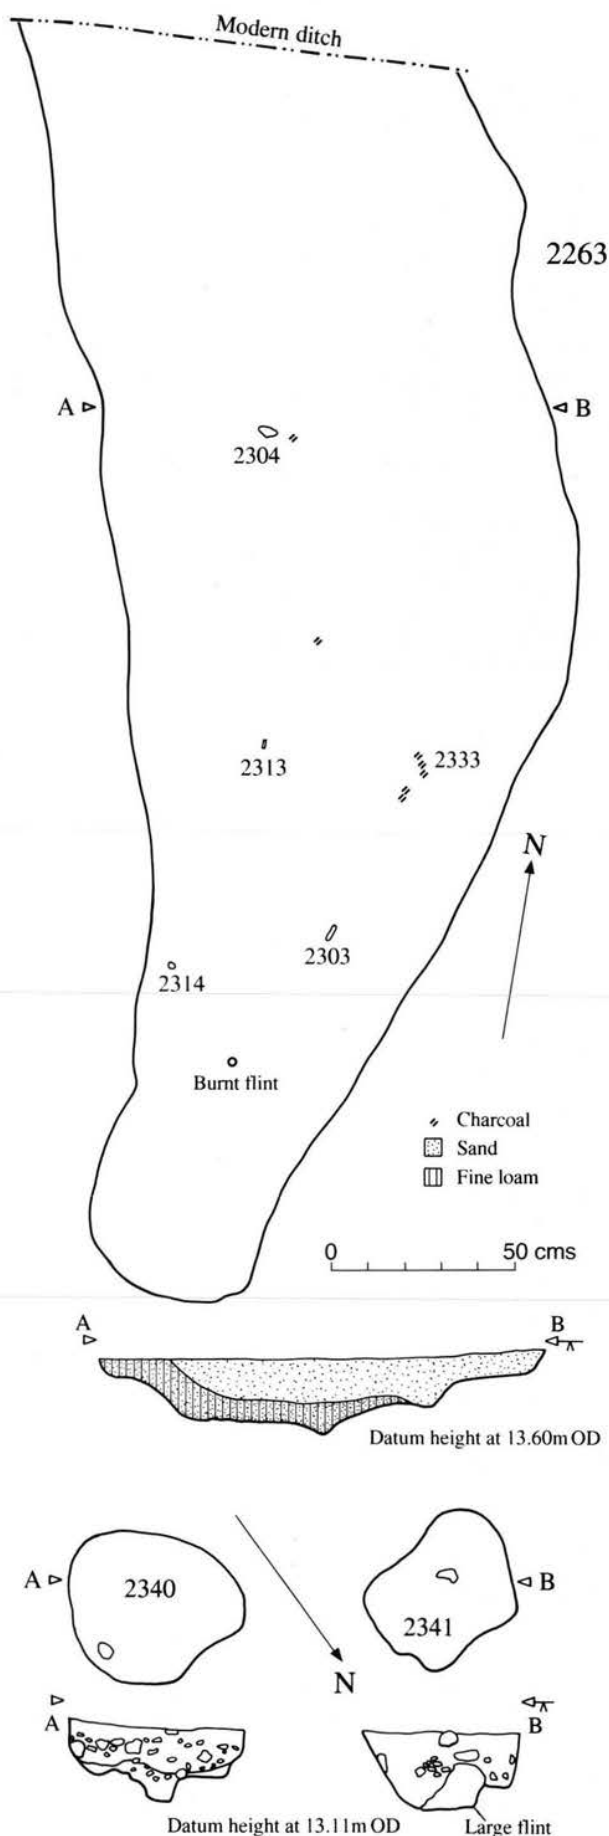 Modern ditch
2263
A B
2304
2313 2333
N
2303
2314
Burnt flint
Charcoal
Sand
Fine loam
0 50 cms
A B
Datum height at 13.60m OD
A 2340 B
2341
N
A B
Datum height at 13.11m OD Large flint